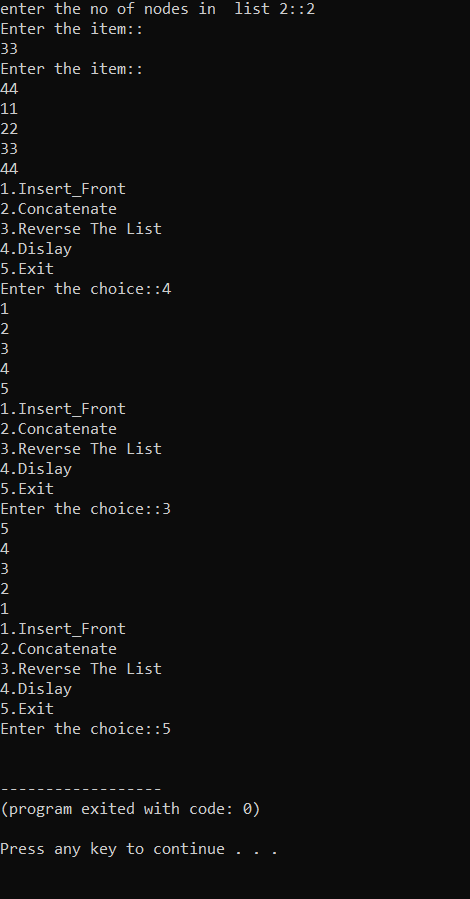 enter the no of nodes in  list 2::2
Enter the item::
33
Enter the item::
44
11
22
33
44
1.Insert_Front
2.Concatenate
3.Reverse The List
4.Dislay
5.Exit
Enter the choice::4
1
2
3
4
5
1.Insert_Front
2.Concatenate
3.Reverse The List
4.Dislay
5.Exit
Enter the choice::3
5
4
3
2
1
1.Insert_Front
2.Concatenate
3.Reverse The List
4.Dislay
5.Exit
Enter the choice::5
------------------
(program exited with code: 0)
Press any key to continue . . .